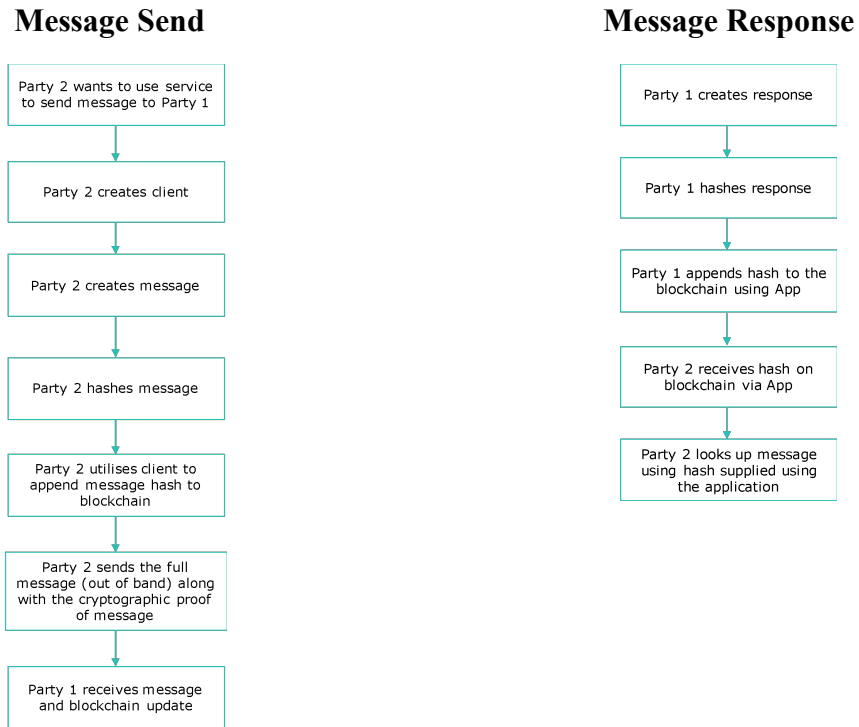 Message Send
Party 2 wants to use service
to send message to Party 1
Party 2 creates client
Party 2 creates message
Party 2 hashes message
Party 2 utilises client to
append message hash to
blockchain
Party 2 sends the full
message (out of band) along
with the cryptographic proof
of message
Party 1 receives message
and blockchain update
Message Response
Party 1 creates response
Party 1 hashes response
Party 1 appends hash to the
blockchain using App
Party 2 receives hash on
blockchain via App
Party 2 looks up message
using hash supplied using
the application